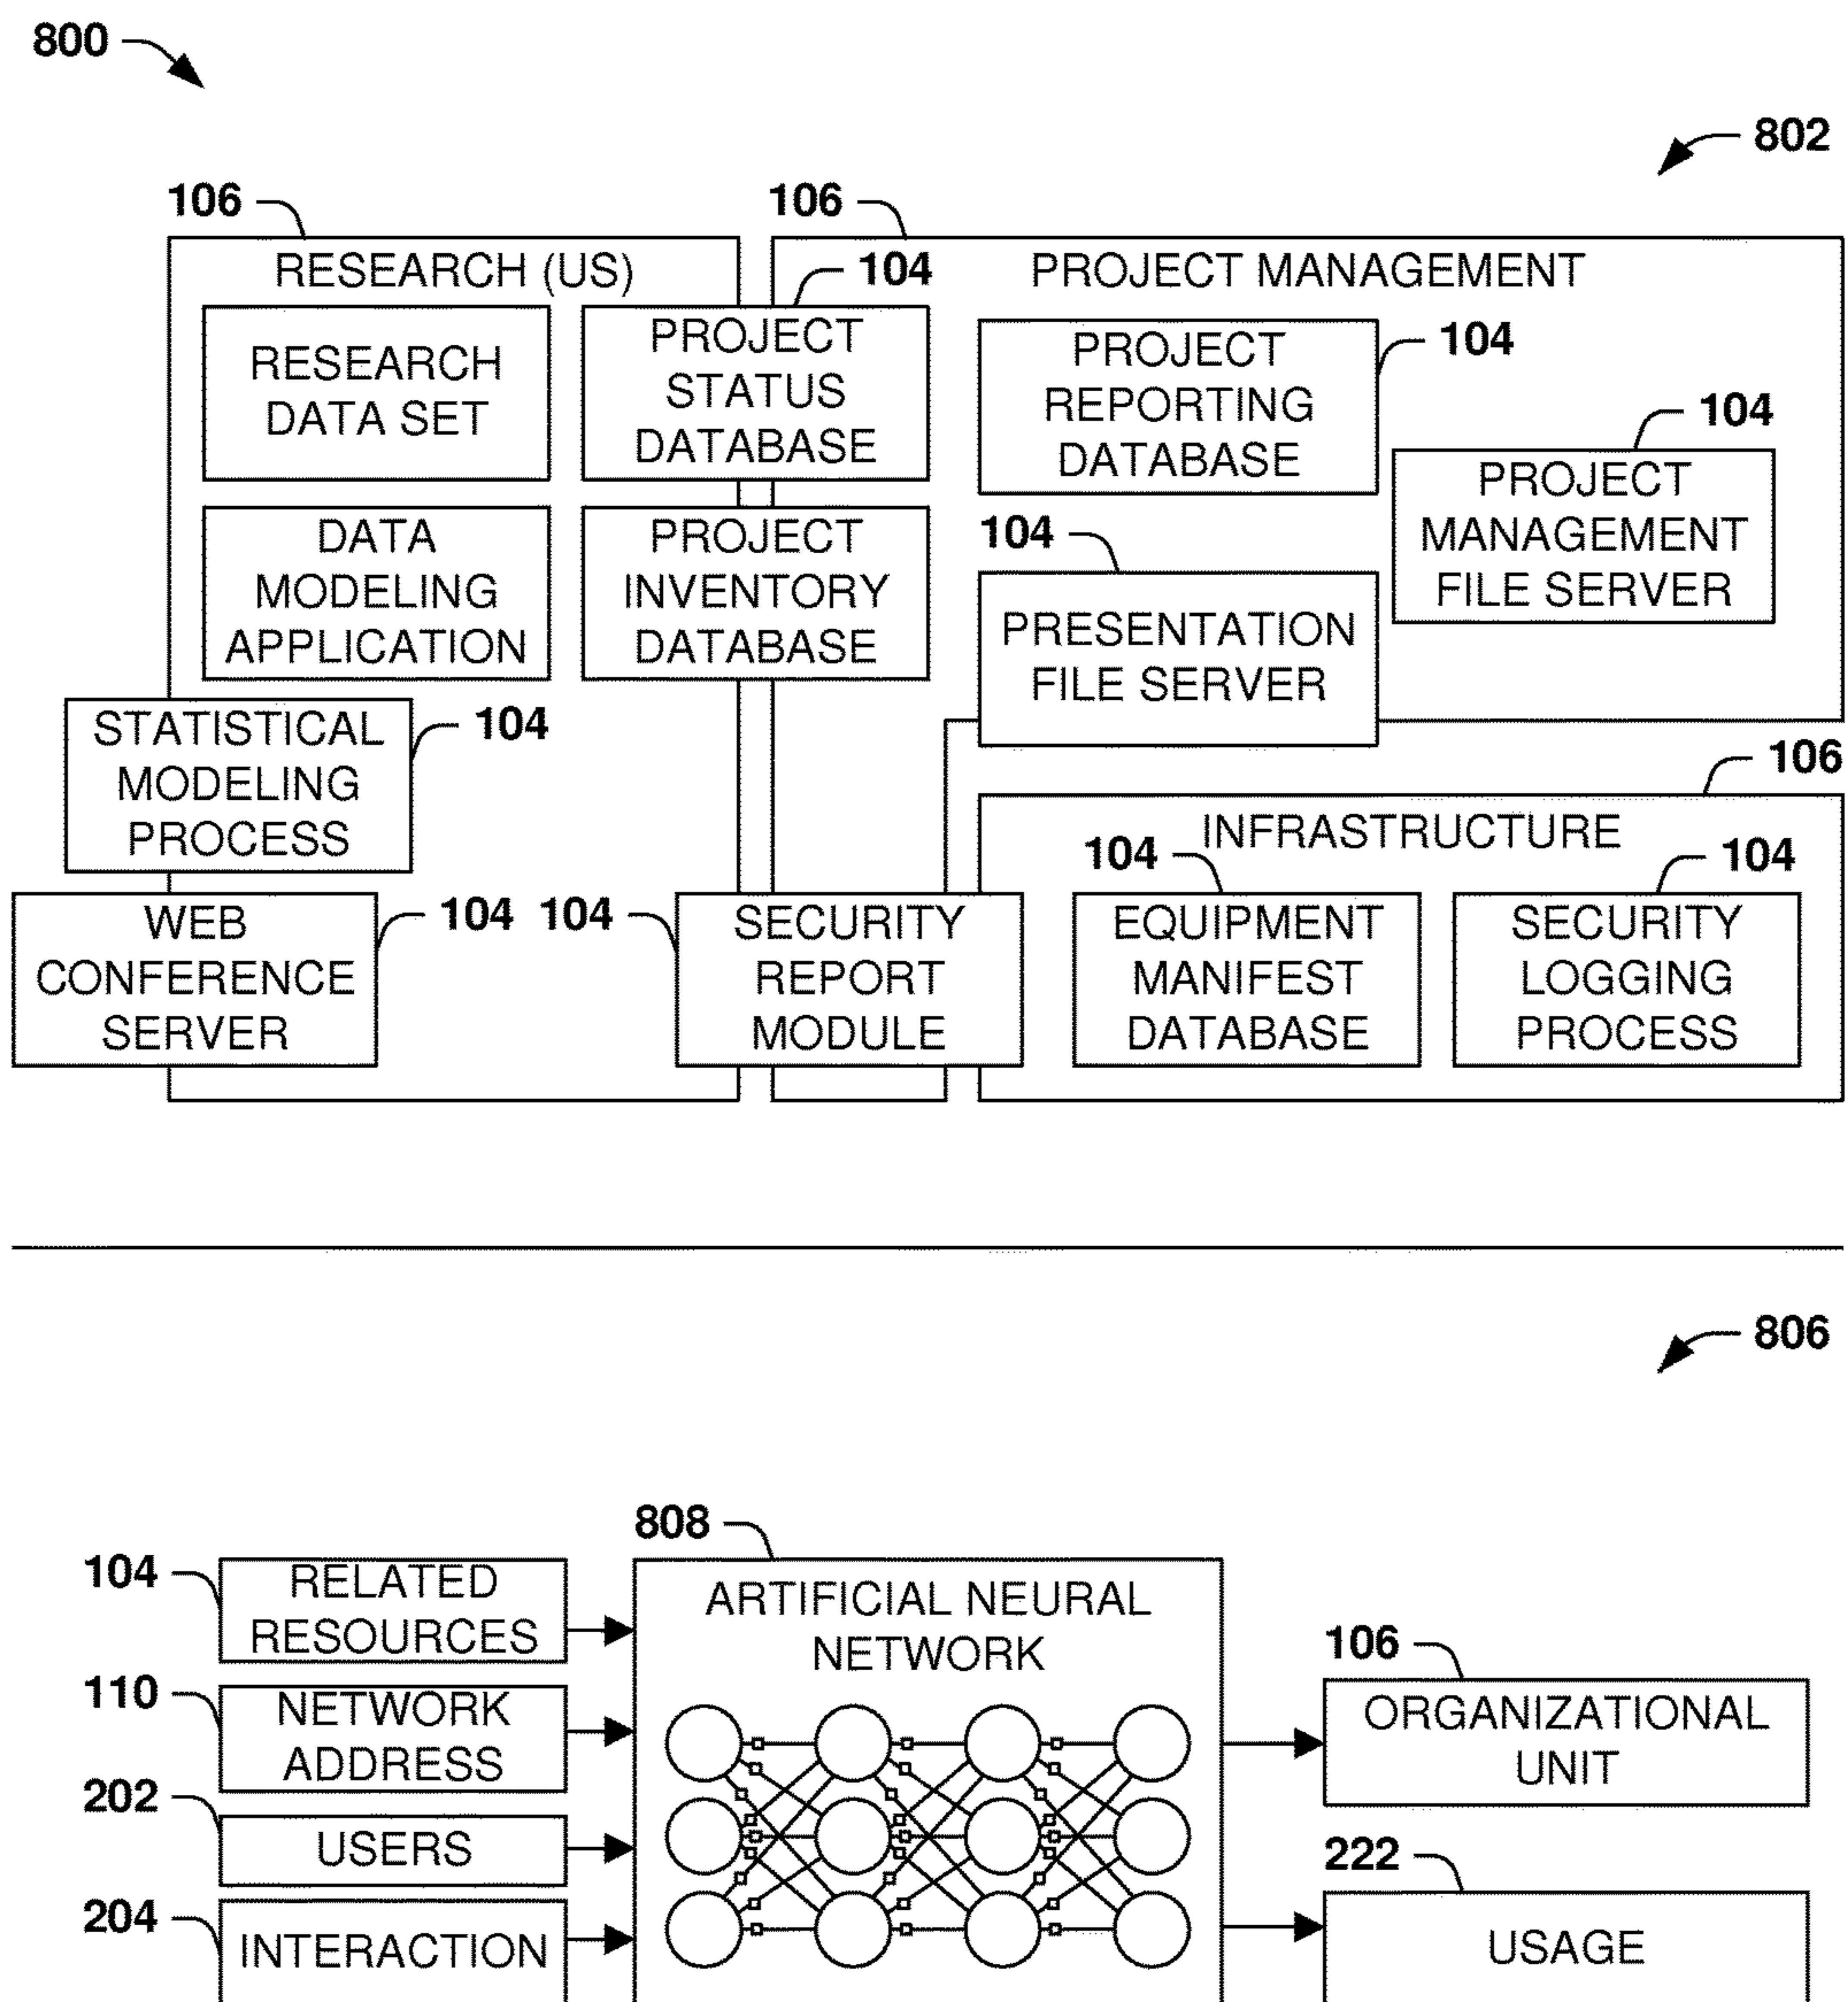 800
802
106
106
RESEARCH (US)
104
PROJECT MANAGEMENT
RESEARCH
DATA SET
PROJECT
STATUS
DATABASE
PROJECT
REPORTING
DATABASE
104
104
PROJECT
MANAGEMENT
FILE SERVER
DATA
MODELING
APPLICATION
PROJECT
INVENTORY
DATABASE
104
PRESENTATION
FILE SERVER
STATISTICAL
MODELING
PROCESS
104
106
INFRASTRUCTURE
WEB
CONFERENCE
SERVER
104
104
SECURITY
REPORT
MODULE
104
EQUIPMENT
MANIFEST
DATABASE
104
SECURITY
LOGGING
PROCESS
806
808
104
RELATED
RESOURCES
110
NETWORK
ADDRESS
202
USERS
204
INTERACTION
ARTIFICIAL NEURAL
NETWORK
106
ORGANIZATIONAL
UNIT
222
USAGE